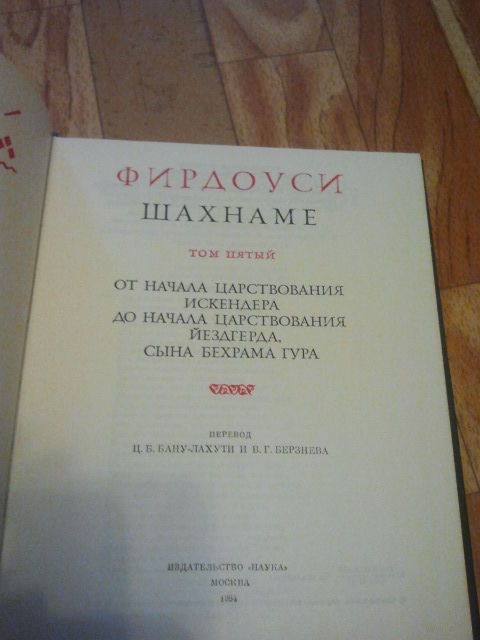 ФИРДОУСИ
ШАХНАМЕ
ТОМ ПЯТЫЙ
ОТ НАЧАЛА ЦАРСТВОВАНИЯ
ИСКЕНДЕРА
ДО НАЧАЛА ЦАРСТВОВАНИЯ
ЙЕЗДГЕРДА,
СЫНА БЕХРАМА ГУРА
ПЕРЕВОД
Ц. Б. БАНУ-ЛАХУТИ И В. Г. БЕРЗНЕВА
ИЗДАТЕЛЬСТВО «НАУКА»
МОСКВА
1984